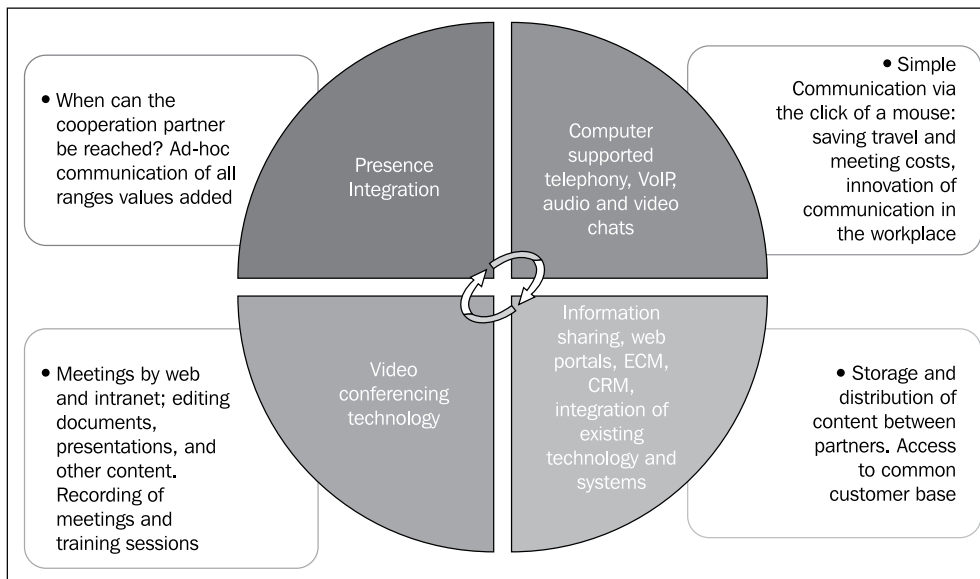 • When can the
cooperation partner
be reached? Ad-hoc
communication of all
ranges values added
Presence
Integration
Computer
supported
telephony, VoIP,
audio and video
chats
• Simple
Communication via
the click of a mouse:
saving travel and
meeting costs,
innovation of
communication in
the workplace
• Meetings by web
and intranet; editing
documents,
presentations, and
other content.
Recording of
meetings and
training sessions
Video
conferencing
technology
Information
sharing, web
portals, ECM,
CRM,
integration of
existing
technology and
systems
• Storage and
distribution of
content between
partners. Access
to common
customer base